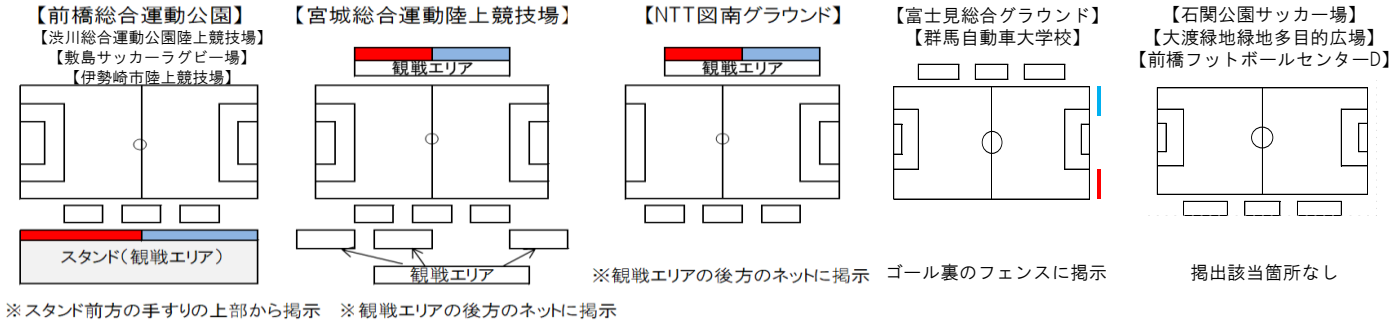 【前橋総合運動公園】
【渋川総合運動公園陸上競技場】
【敷島サッカーラグビー場】
【伊勢崎市陸上競技場】
スタンド(観戦エリア)
※スタンド前方の手すりの上部から掲示
【宮城総合運動陸上競技場】
観戦エリア
観戦エリア
※観戦エリアの後方のネットに掲示
【NTT図南グラウンド】
観戦エリア
※観戦エリアの後方のネットに掲示
【富士見総合グラウンド】
【群馬自動車大学校】
ゴール裏のフェンスに掲示
【石関公園サッカー場】
【大渡緑地緑地多目的広場】
【前橋フットボールセンターD】
掲出該当箇所なし